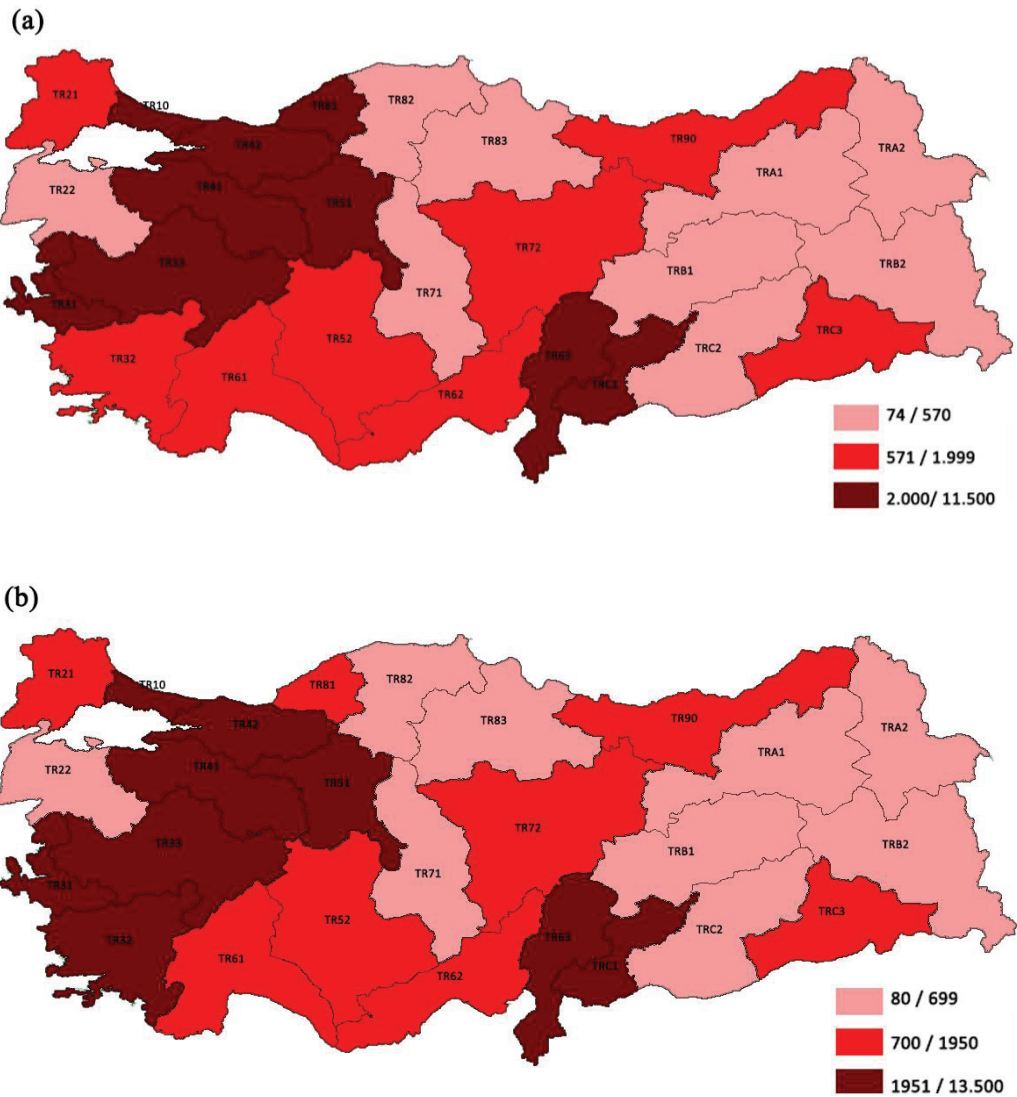 (a)
TR21
TR10
TR81
TR82
TR42
TR83
TR90
TRA2
TR22
TR41
TR51
TRA1
TR72
TR33
TRB1
TRB2
TR71
TR31
TR32
TR52
TR63
TRC2
TRC3
TR61
TR62
TRC1
74 / 570
571 / 1.999
2.000/ 11.500
(b)
TR21
TR10
TR81
TR82
TR42
TR83
TR90
TRA2
TR22
TR41
TR51
TRA1
TR72
TR33
TRB1
TRB2
TR71
TR31
TR32
TR52
TR63
TRC2
TRC3
TR61
TR62
TRC1
80 / 699
700 / 1950
1951 / 13.500